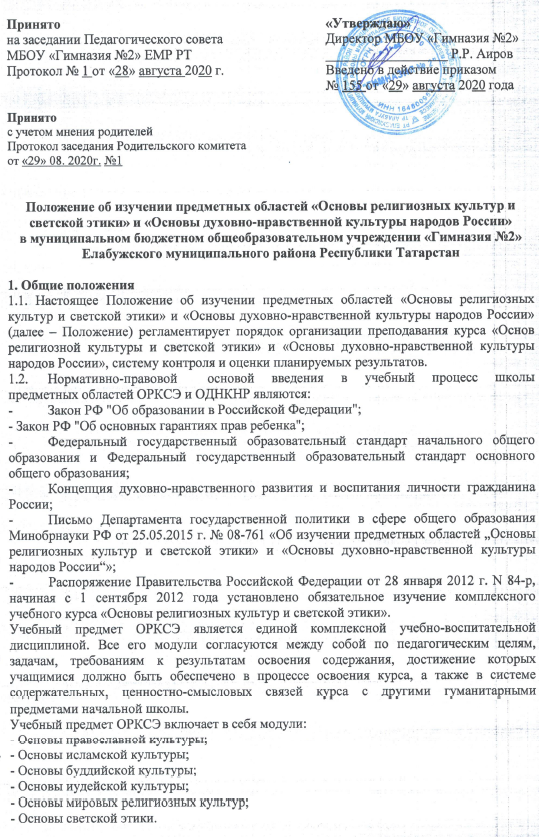 Принято
на заседании Педагогического совета
МБОУ «Гимназия №2» ЕМР РТ
Протокол № 1 от «28» августа 2020 г.
«Утверждаю»
Директор МБОУ «Гимназия №2»
Р.Р. Аиров
Введено в действие приказом
№ 155 от «29» августа 2020 года
Принято
с учетом мнения родителей
Протокол заседания Родительского комитета
от «29» 08. 2020г. №1
Положение об изучении предметных областей «Основы религиозных культур и
светской этики» и «Основы духовно-нравственной культуры народов России»
в муниципальном бюджетном общеобразовательном учреждении «Гимназия №2»
Елабужского муниципального района Республики Татарстан
1. Общие положения
1.1. Настоящее Положение об изучении предметных областей «Основы религиозных
культур и светской этики» и «Основы духовно-нравственной культуры народов России»
(далее – Положение) регламентирует порядок организации преподавания курса «Основ
религиозной культуры и светской этики» и «Основы духовно-нравственной культуры
народов России», систему контроля и оценки планируемых результатов.
1.2. Нормативно-правовой основой введения в учебный процесс школы
предметных областей ОРКСЭ и ОДНКНР являются:
- Закон РФ "Об образовании в Российской Федерации";
- Закон РФ "Об основных гарантиях прав ребенка";
- Федеральный государственный образовательный стандарт начального общего
образования и Федеральный государственный образовательный стандарт основного
общего образования;
- Концепция духовно-нравственного развития и воспитания личности гражданина
России;
- Письмо Департамента государственной политики в сфере общего образования
Минобрнауки РФ от 25.05.2015 г. № 08-761 «Об изучении предметных областей „Основы
религиозных культур и светской этики» и «Основы духовно-нравственной культуры
народов России“»;
- Распоряжение Правительства Российской Федерации от 28 января 2012 г. N 84-р,
начиная с 1 сентября 2012 года установлено обязательное изучение комплексного
учебного курса «Основы религиозных культур и светской этики».
Учебный предмет ОРКСЭ является единой комплексной учебно-воспитательной
дисциплиной. Все его модули согласуются между собой по педагогическим целям,
задачам, требованиям к результатам освоения содержания, достижение которых
учащимися должно быть обеспечено в процессе освоения курса, а также в системе
содержательных, ценностно-смысловых связей курса с другими гуманитарными
предметами начальной школы.
Учебный предмет ОРКСЭ включает в себя модули:
- Основы православной культуры;
- Основы исламской культуры;
- Основы буддийской культуры;
- Основы иудейской культуры;
- Основы мировых религиозных культур;
- Основы светской этики.